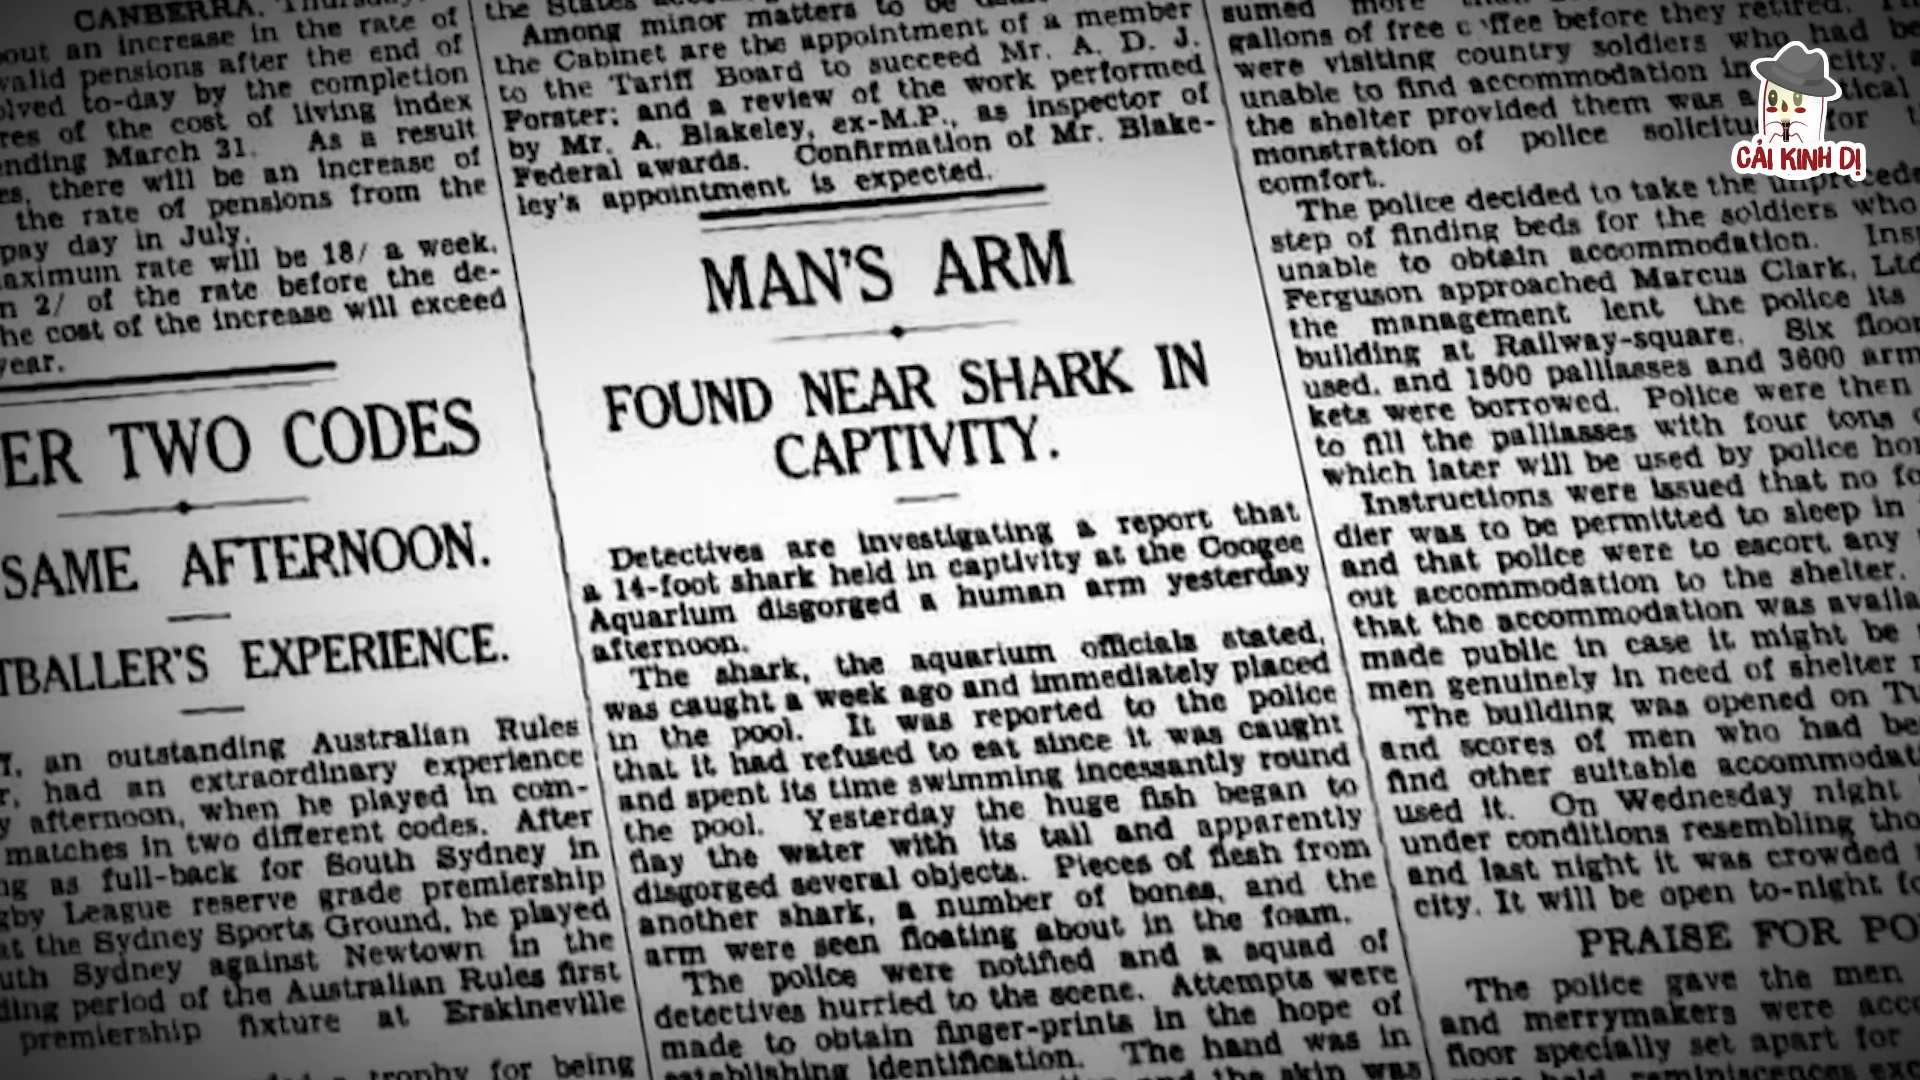 CANBERRA, Thursday.
out an increase in the rate of
valid pensions after the end of
olved to-day by the completion
res of the cost of living index
ending March 31. As a result
es, there will be an increase of
the rate of pensions from the
pay day in July.
aximum rate will be 18/ a week,
n 2/ of the rate before the de-
he cost of the increase will exceed
year.
ER TWO CODES
SAME AFTERNOON.
TBALLER'S EXPERIENCE.
an outstanding Australian Rules
r, had an extraordinary experience
y afternoon, when he played in com-
matches in two different codes. After
ng as full-back for South Sydney in
gby League reserve grade premiership
at the Sydney Sports Ground, he played
uth Sydney against Newtown in the
ding period of the Australian Rules first
premiership fixture at Erskineville
trophy for being
the States
Among minor matters to be
the Cabinet are the appointment of a member
to the Tariff Board to succeed Mr. A. D. J.
Forster; and a review of the work performed
by Mr. A. Blakeley, ex-M.P., as inspector of
Federal awards. Confirmation of Mr. Blake-
ley's appointment is expected.
MAN'S ARM
FOUND NEAR SHARK IN
CAPTIVITY.
Detectives are investigating a report that
a 14-foot shark held in captivity at the Coogee
Aquarium disgorged a human arm yesterday
afternoon.
The shark, the aquarium officials stated,
was caught a week ago and immediately placed
in the pool. It was reported to the police
that it had refused to eat since it was caught
and spent its time swimming incessantly round
the pool. Yesterday the huge fish began to
flay the water with its tail and apparently
disgorged several objects. Pieces of flesh from
another shark, a number of bones, and the
arm were seen floating about in the foam.
The police were notified and a squad of
detectives hurried to the scene. Attempts were
made to obtain finger-prints in the hope of
establishing identification. The hand was in
and the skin was
sumed more
gallons of free coffee before they retired.
were visiting country soldiers who had be
unable to find accommodation in city,
the shelter provided them was a tical
monstration of police solicitu for
comfort.
The police decided to take the unprecede
step of finding beds for the soldiers who
unable to obtain accommodation. Ins
Ferguson approached Marcus Clark, Ltd
the management lent the police its
building at Railway-square. Six floor
used, and 1500 palliasses and 3600 arm
kets were borrowed. Police were then
to fill the palliasses with four tons
which later will be used by police ho
Instructions were issued that no fo
dier was to be permitted to sleep in
and that police were to escort any
out accommodation to the shelter.
that the accommodation was availa
made public in case it might be
men genuinely in need of shelter
The building was opened on Tu
and scores of men who had be
find other suitable accommodat
used it. On Wednesday night
under conditions resembling tho
and last night it was crowded
city. It will be open to-night fo
PRAISE FOR PO
The police gave the men
and merrymakers were acco
floor specially set apart for
held, reminiscences exc
CẢI KINH DỊ